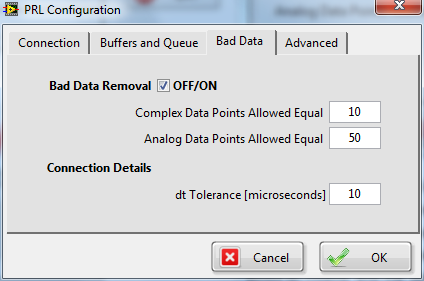 PRL Configuration
Connection
Buffers and Queue
Bad Data
Advanced
Bad Data Removal OFF/ON
Complex Data Points Allowed Equal 10
Analog Data Points Allowed Equal 50
Connection Details
dt Tolerance [microseconds] 10
Cancel
OK